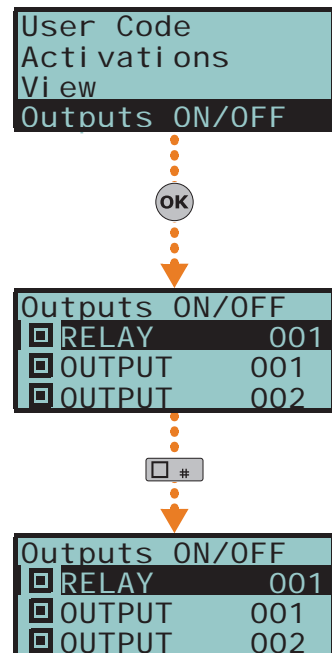 User Code
Activations
View
Outputs ON/OFF
OK
Outputs ON/OFF
RELAY 001
OUTPUT 001
OUTPUT 002
#
Outputs ON/OFF
RELAY 001
OUTPUT 001
OUTPUT 002